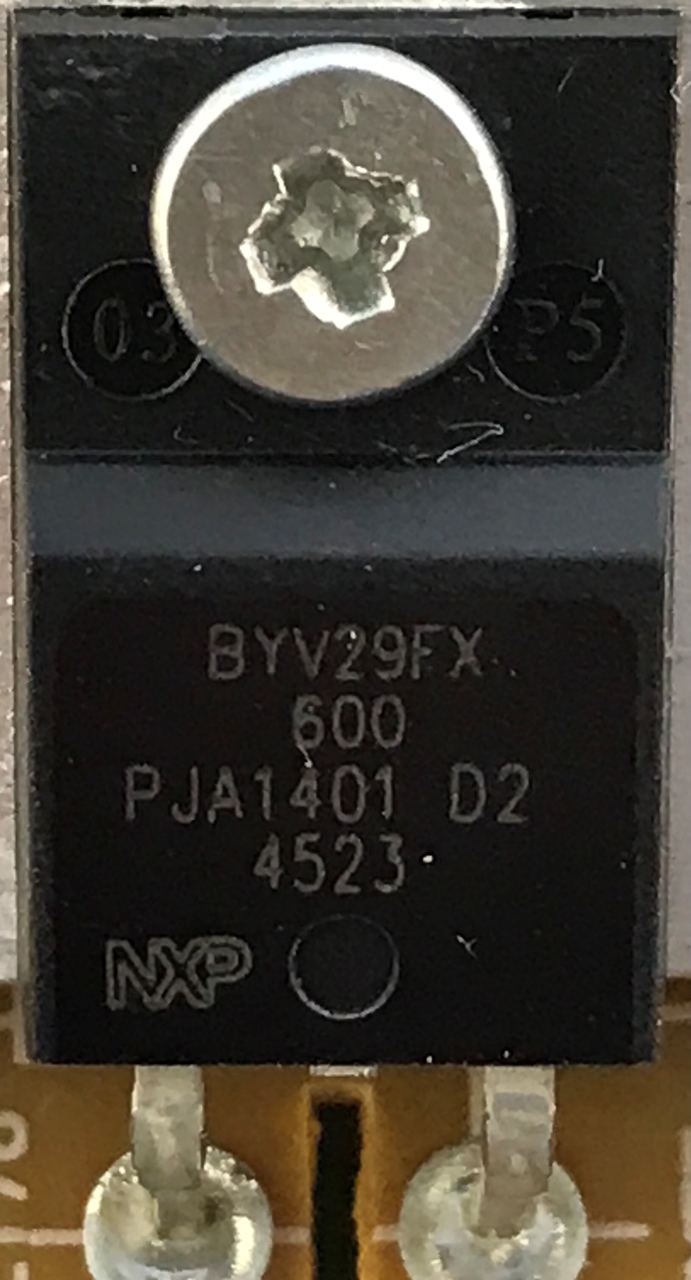 03 P5
BYV29FX
600
PJA1401 D2
4523
NXP